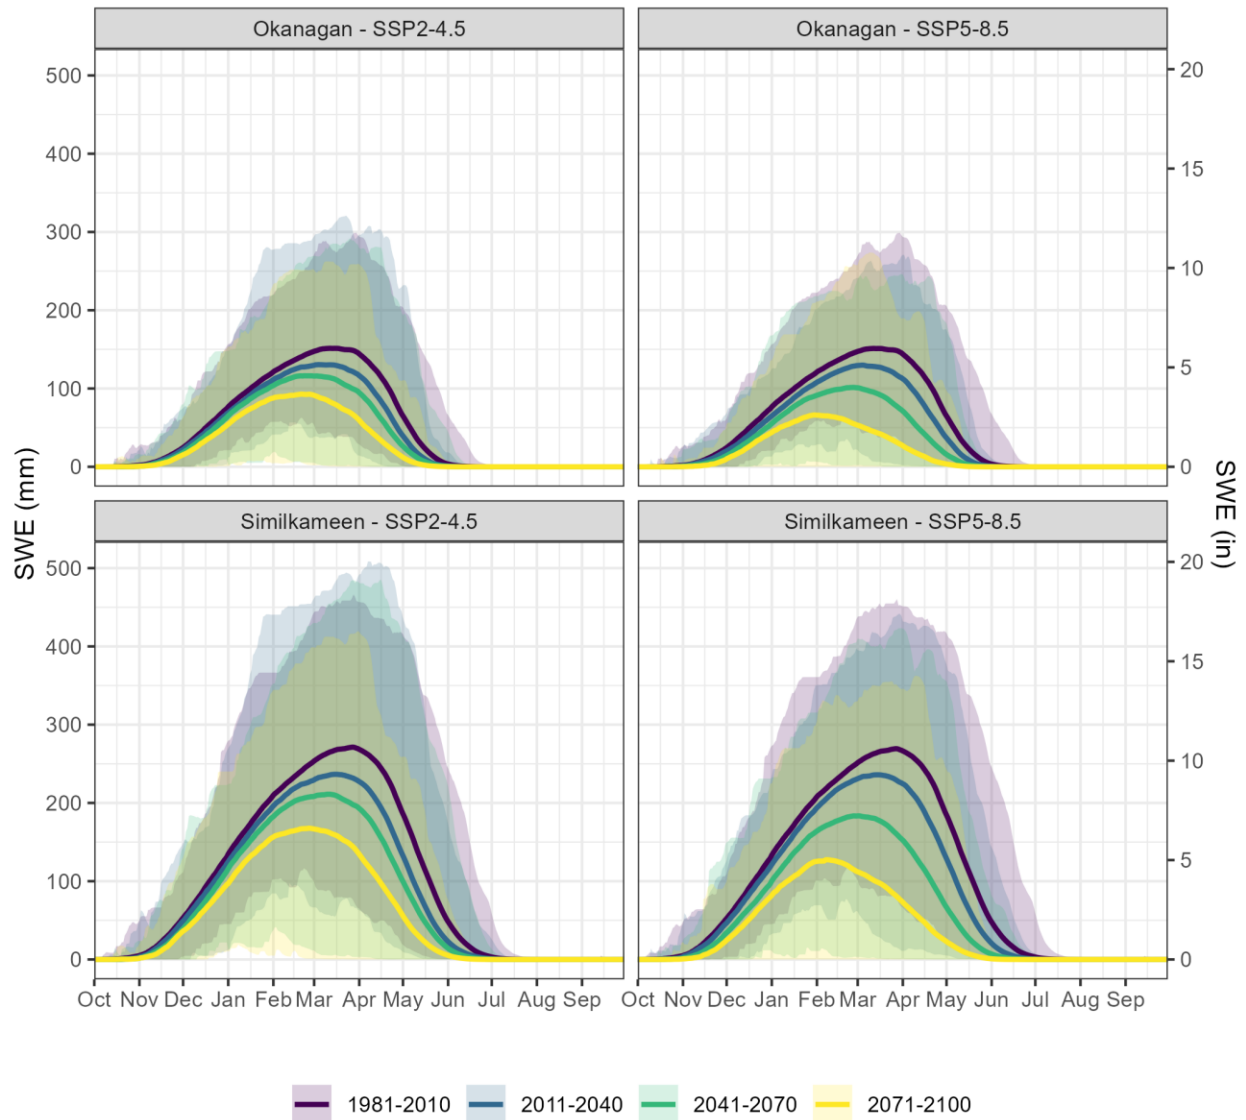 Okanagan - SSP2-4.5
Okanagan - SSP5-8.5
500
400
300
200
100
0
20
15
10
5
0
SWE (mm)
SWE (in)
Similkameen - SSP2-4.5
Similkameen - SSP5-8.5
500
400
300
200
100
0
20
15
10
5
0
Oct Nov Dec Jan Feb Mar Apr May Jun Jul Aug Sep
Oct Nov Dec Jan Feb Mar Apr May Jun Jul Aug Sep
1981-2010 2011-2040 2041-2070 2071-2100